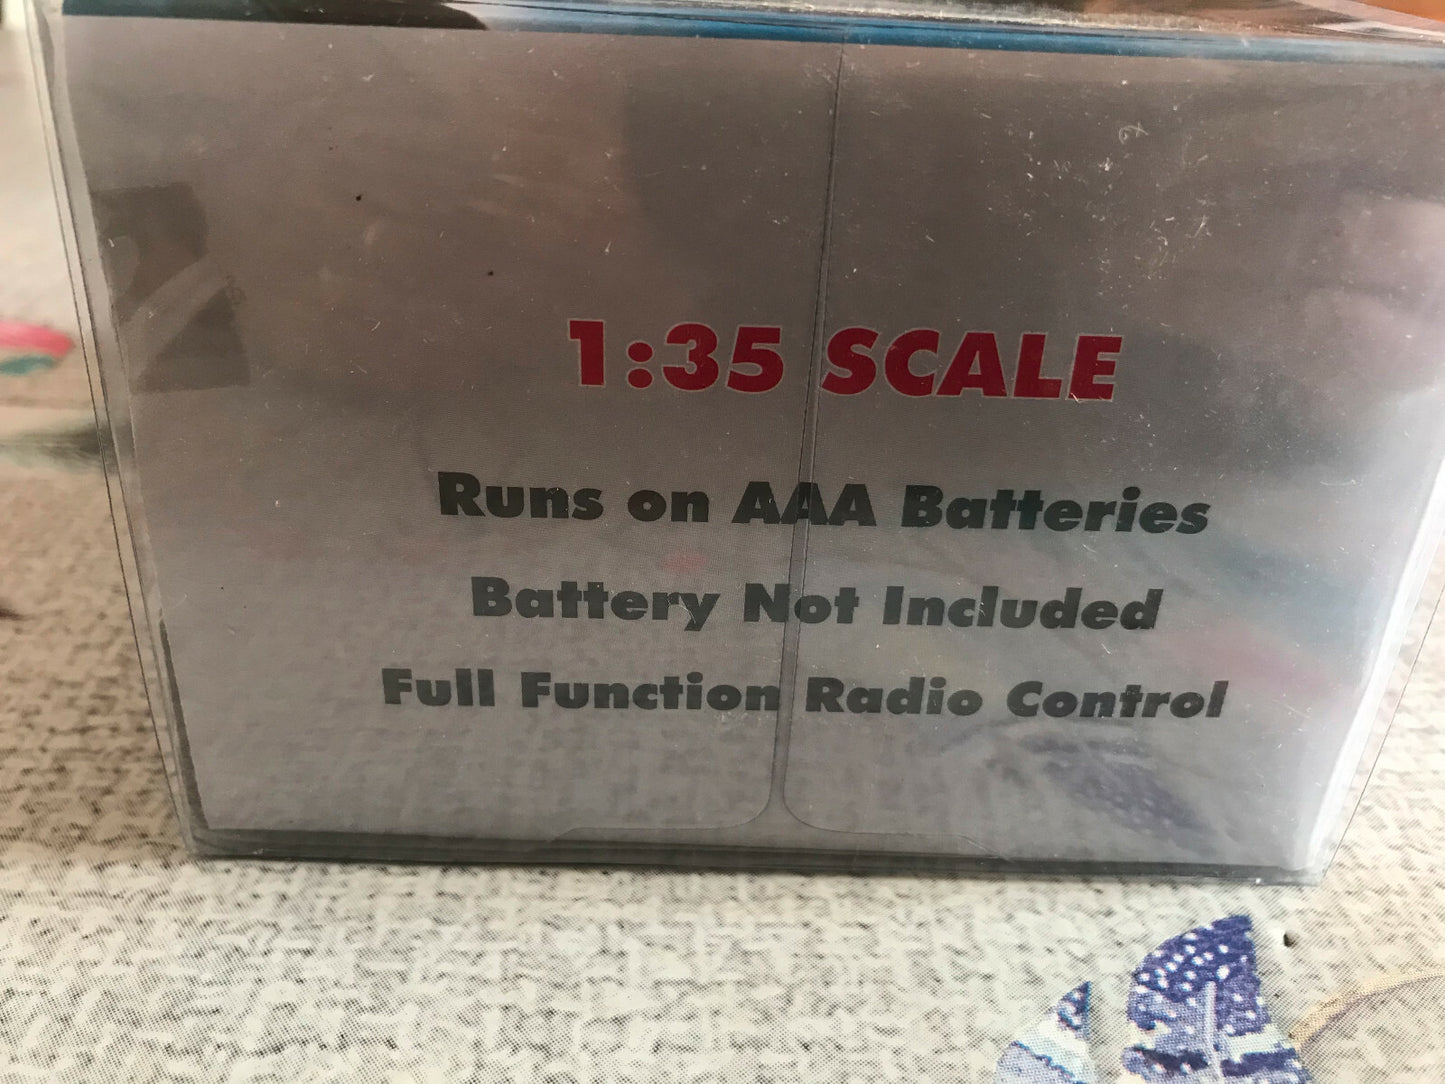 1:35 SCALE
Runs on AAA Batteries
Battery Not Included
Full Function Radio Control